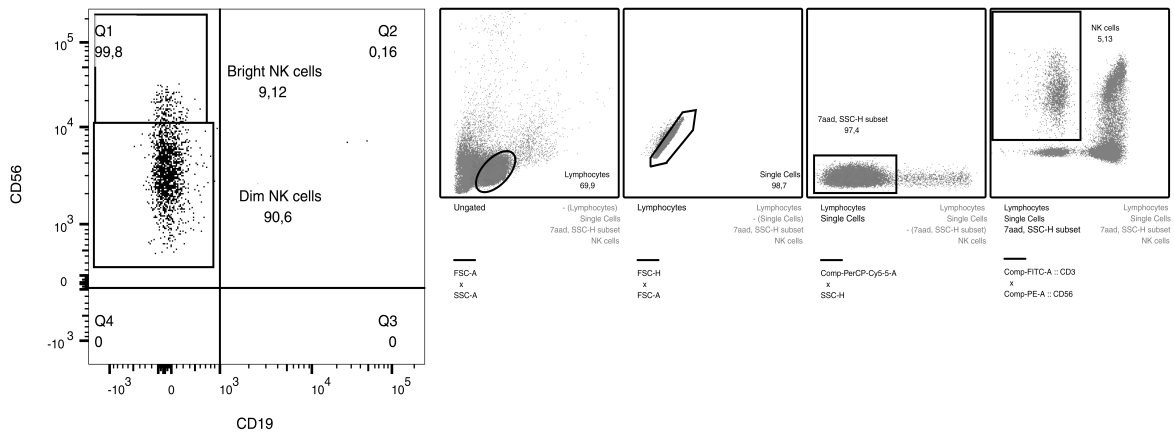 Q1
99,8
Q2
0,16
Bright NK cells
9,12
Dim NK cells
90,6
Q4
0
Q3
0
10^5
10^4
10^3
0
-10^3
-10^3
0
10^3
10^4
10^5
CD56
CD19
Lymphocytes
69,9
Ungated
- (Lymphocytes)
Single Cells
7aad, SSC-H subset
NK cells
FSC-A
x
SSC-A
Single Cells
98,7
Lymphocytes
Lymphocytes
- (Single Cells)
7aad, SSC-H subset
NK cells
FSC-H
x
FSC-A
7aad, SSC-H subset
97,4
Lymphocytes
Single Cells
Lymphocytes
Single Cells
- (7aad, SSC-H subset)
NK cells
Comp-PerCP-Cy5-5-A
x
SSC-H
NK cells
5,13
Lymphocytes
Single Cells
7aad, SSC-H subset
Lymphocytes
Single Cells
7aad, SSC-H subset
NK cells
Comp-FITC-A :: CD3
x
Comp-PE-A :: CD56